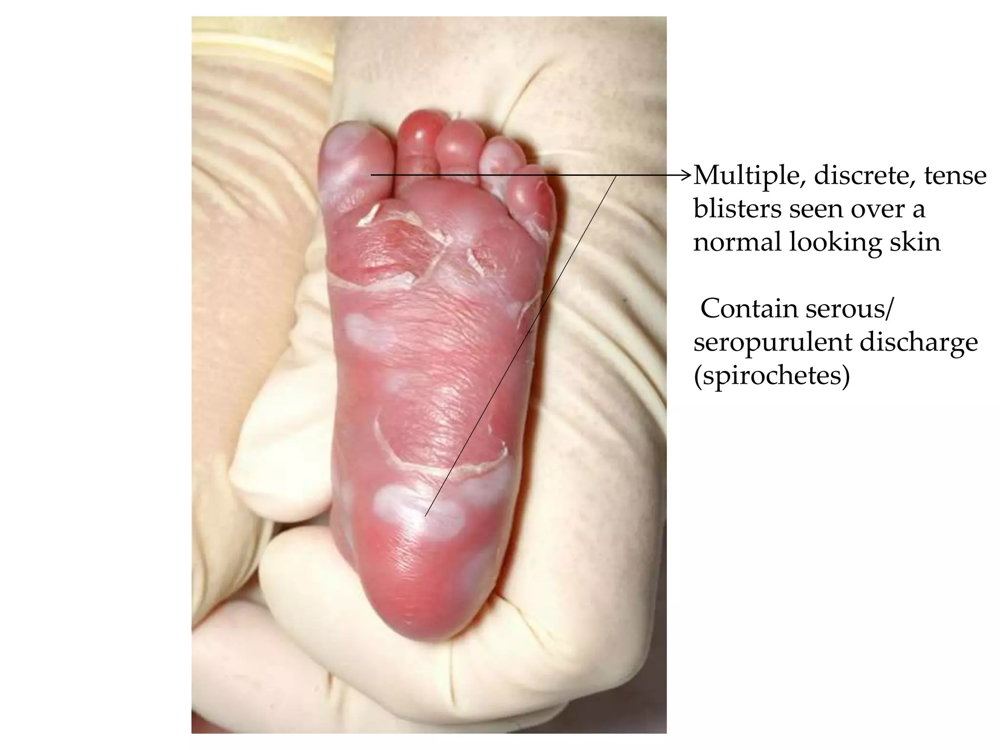 Multiple, discrete, tense
blisters seen over a
normal looking skin
Contain serous/
seropurulent discharge
(spirochetes)